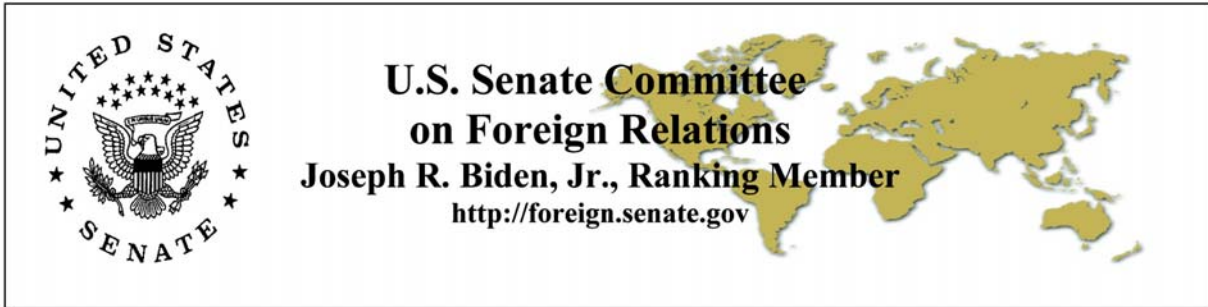 UNITED STATES
SENATE
U.S. Senate Committee
on Foreign Relations
Joseph R. Biden, Jr., Ranking Member
http://foreign.senate.gov